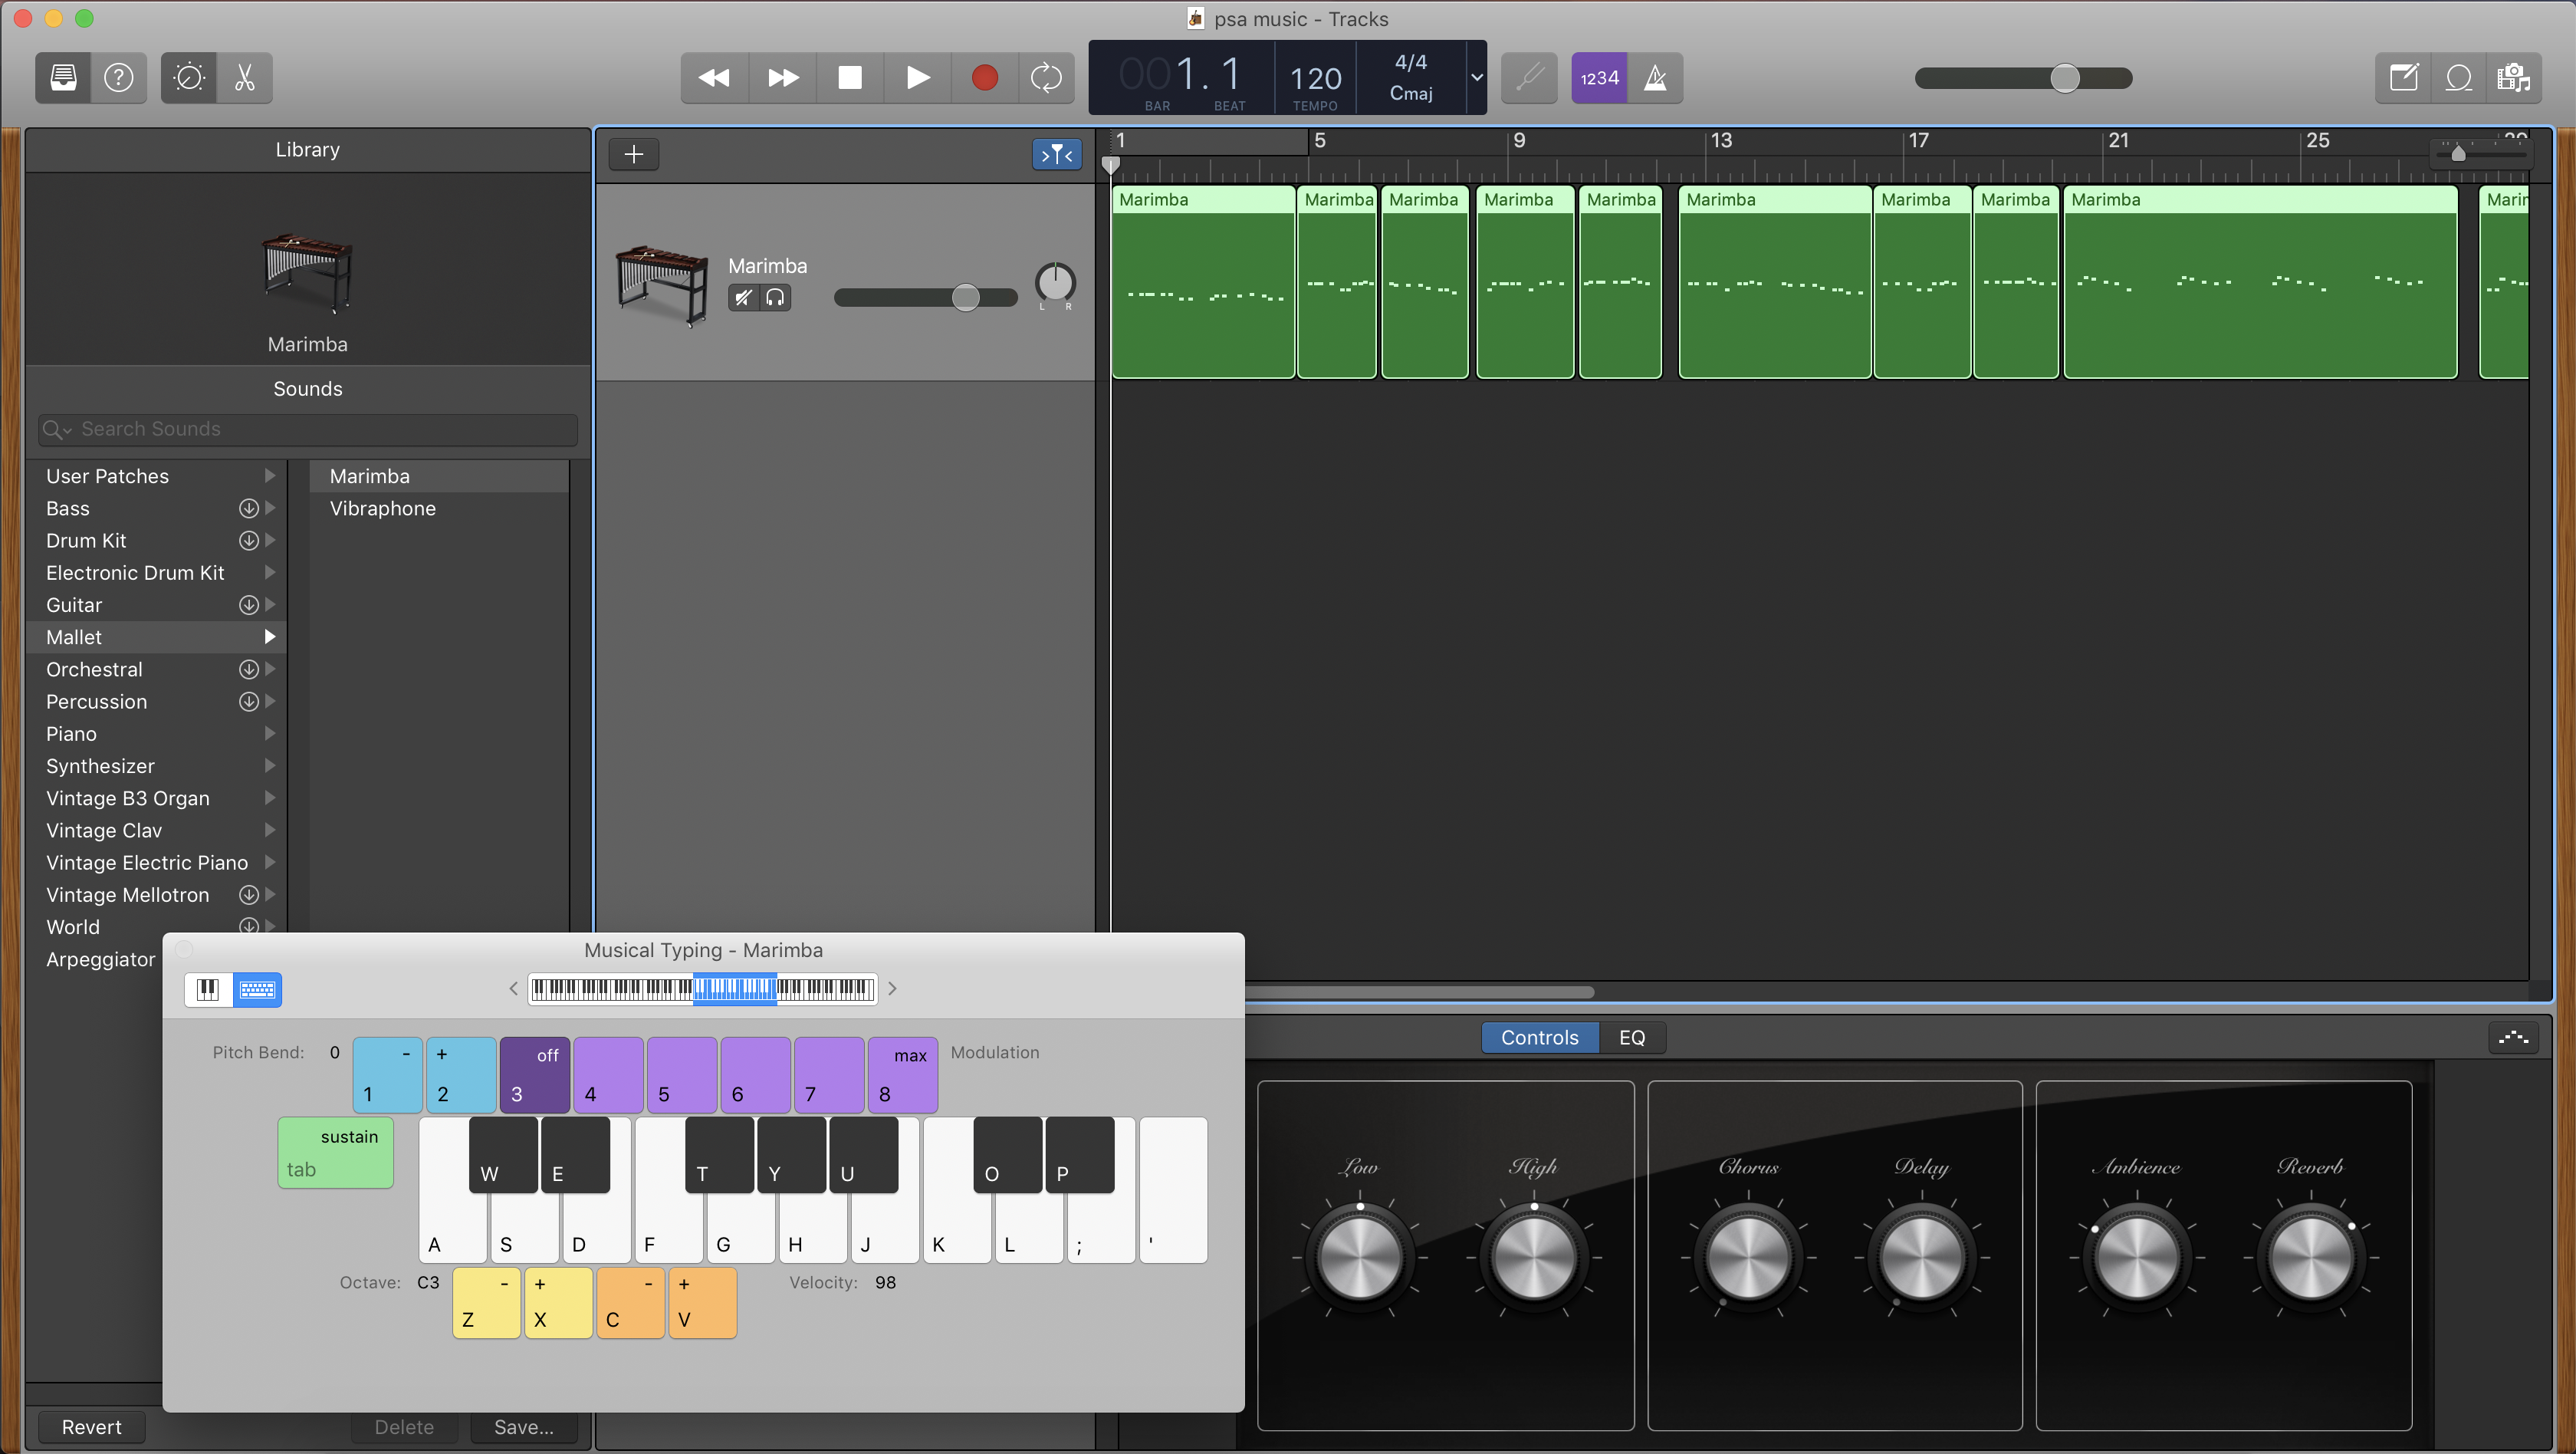 psa music - Tracks
001. 1
BAR BEAT
120
TEMPO
4/4
Cmaj
1234
Library
Marimba
Sounds
Search Sounds
User Patches
Bass
Drum Kit
Electronic Drum Kit
Guitar
Mallet
Orchestral
Percussion
Piano
Synthesizer
Vintage B3 Organ
Vintage Clav
Vintage Electric Piano
Vintage Mellotron
World
Arpeggiator
Marimba
Vibraphone
Revert
Delete
Save...
Marimba
L R
1 5 9 13 17 21 25 29
Marimba Marimba Marimba Marimba Marimba Marimba Marimba Marimba Marimba Marim
Musical Typing - Marimba
Pitch Bend: 0
- + off max
1 2 3 4 5 6 7 8
Modulation
sustain
tab
W E T Y U O P
A S D F G H J K L ; '
Octave: C3
- + - +
Z X C V
Velocity: 98
Controls EQ
Low High Chorus Delay Ambience Reverb